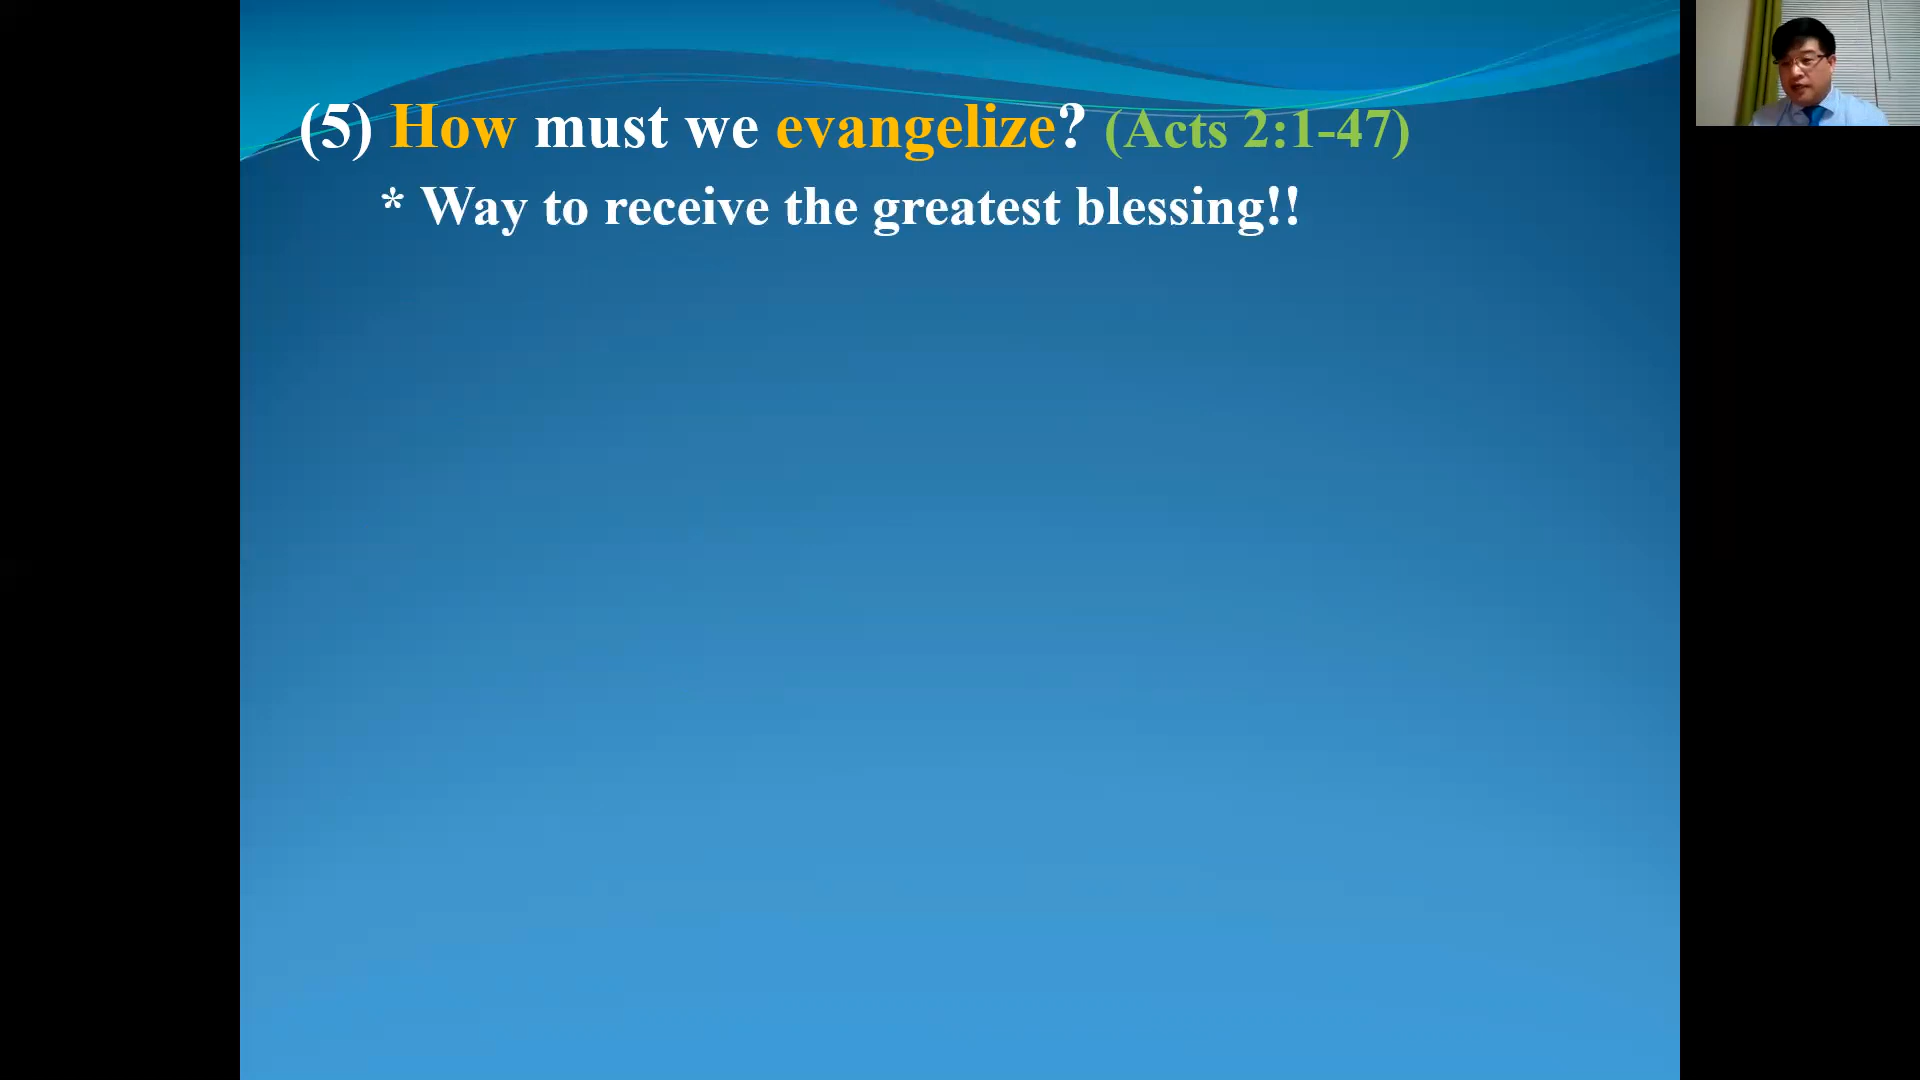 (5) How must we evangelize? (Acts 2:1-47)
* Way to receive the greatest blessing!!